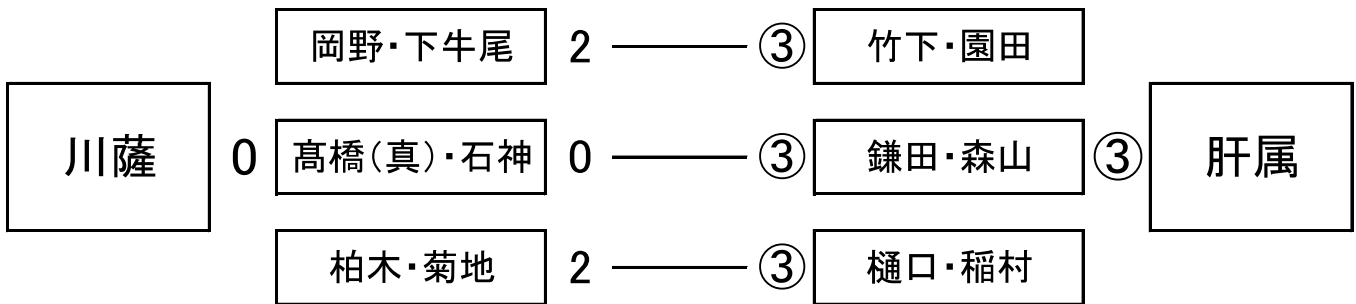 岡野・下牛尾 2 ③ 竹下・園田
川薩 0 髙橋（真）・石神 0 ③ 鎌田・森山 ③ 肝属
柏木・菊地 2 ③ 樋口・稲村